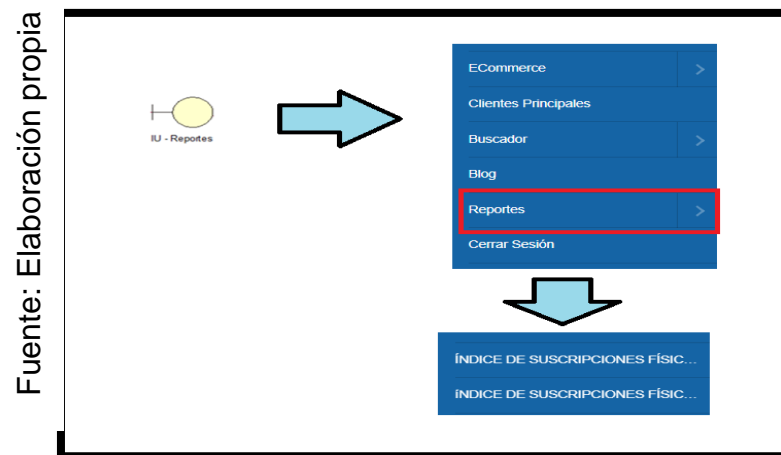 Fuente: Elaboración propia
IU - Reportes
ECommerce
Clientes Principales
Buscador
Blog
Reportes
Cerrar Sesión
ÍNDICE DE SUSCRIPCIONES FÍSIC...
íNDICE DE SUSCRIPCIONES FÍSIC...